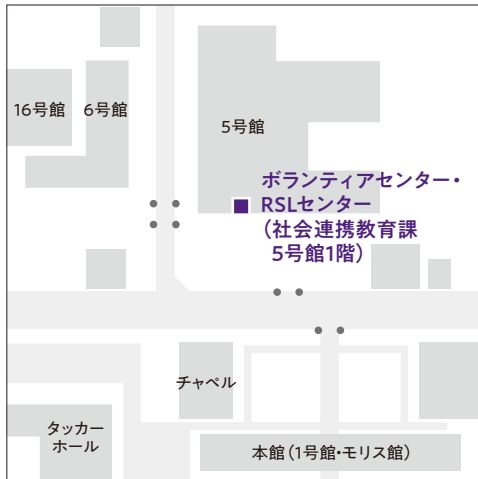 16号館
6号館
5号館
ボランティアセンター・
RSLセンター
（社会連携教育課
5号館1階）
チャペル
タッカー
ホール
本館（1号館・モリス館）